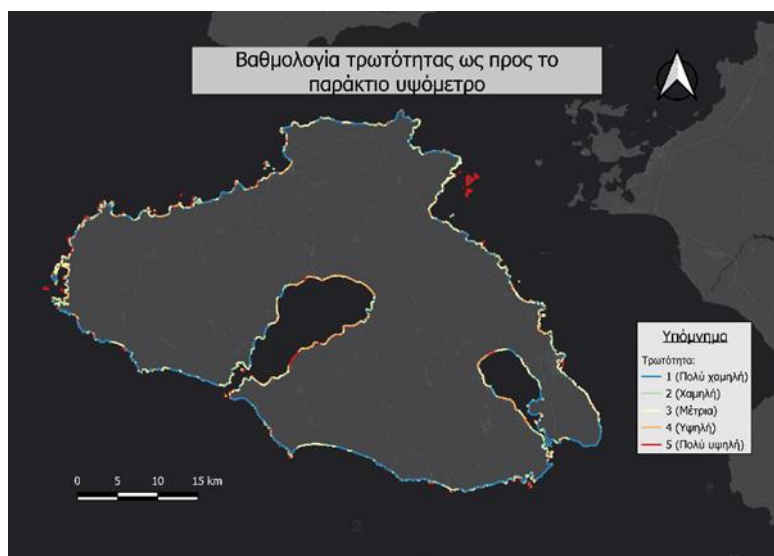 Βαθμολογία τρωτότητας ως προς το
παράκτιο υψόμετρο
Υπόμνημα
Τρωτότητα:
1 (Πολύ χαμηλή)
2 (Χαμηλή)
3 (Μέτρια)
4 (Υψηλή)
5 (Πολύ υψηλή)
0 5 10 15 km